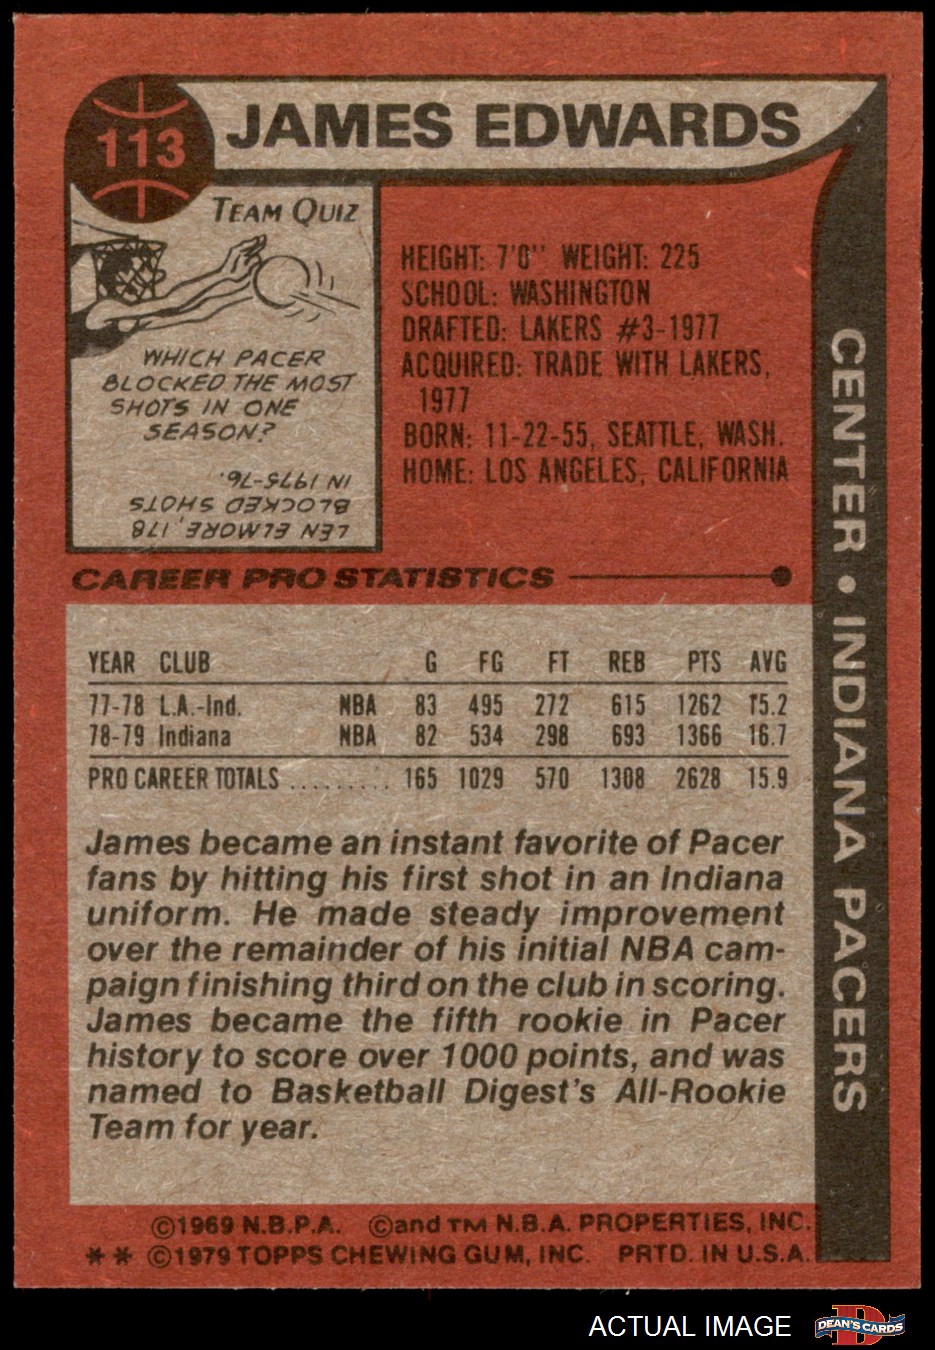 113
JAMES EDWARDS
TEAM QUIZ
WHICH PACER
BLOCKED THE MOST
SHOTS IN ONE
SEASON?
LEN ELMORE, 178
BLOCKED SHOTS
IN 1975-76.
HEIGHT: 7'0" WEIGHT: 225
SCHOOL: WASHINGTON
DRAFTED: LAKERS #3-1977
ACQUIRED: TRADE WITH LAKERS,
1977
BORN: 11-22-55, SEATTLE, WASH.
HOME: LOS ANGELES, CALIFORNIA
CENTER • INDIANA PACERS
CAREER PRO STATISTICS
YEAR CLUB G FG FT REB PTS AVG
77-78 L.A.-Ind. NBA 83 495 272 615 1262 15.2
78-79 Indiana NBA 82 534 298 693 1366 16.7
PRO CAREER TOTALS ......... 165 1029 570 1308 2628 15.9
James became an instant favorite of Pacer
fans by hitting his first shot in an Indiana
uniform. He made steady improvement
over the remainder of his initial NBA cam-
paign finishing third on the club in scoring.
James became the fifth rookie in Pacer
history to score over 1000 points, and was
named to Basketball Digest's All-Rookie
Team for year.
©1969 N.B.P.A. ©and TM N.B.A. PROPERTIES, INC.
** ©1979 TOPPS CHEWING GUM, INC. PRTD. IN U.S.A.
ACTUAL IMAGE
D
DEAN'S CARDS